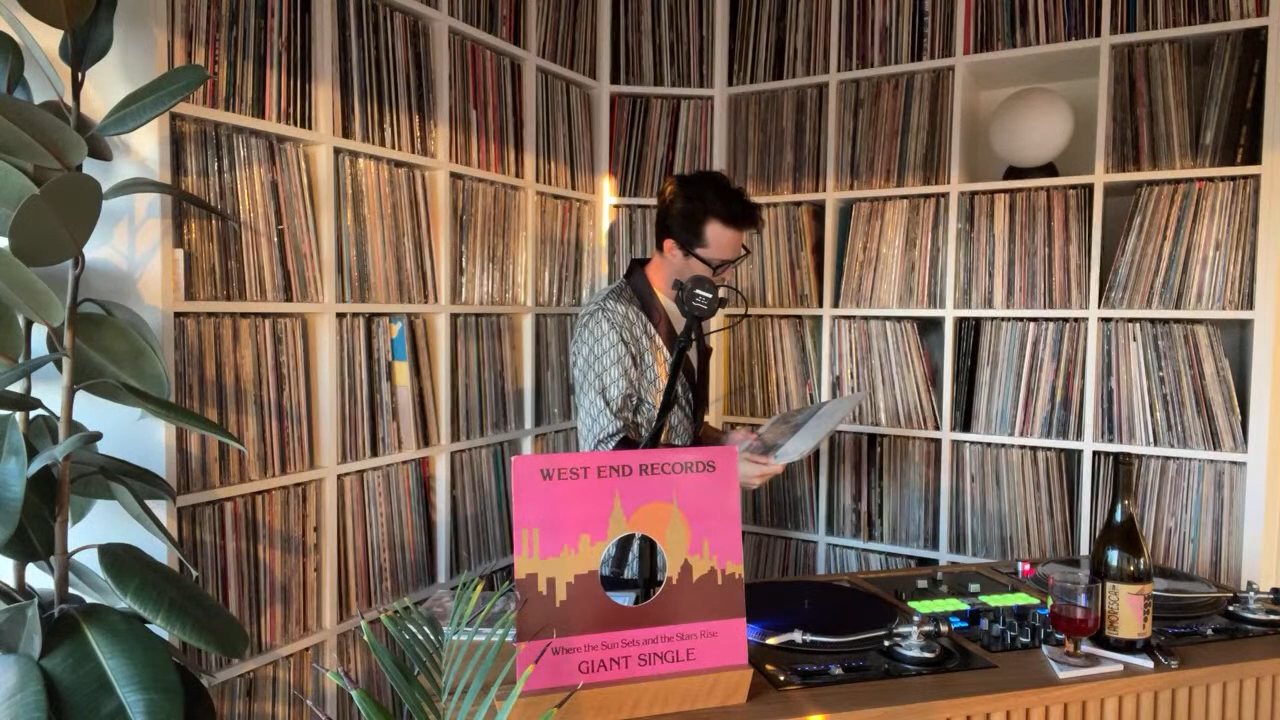 WEST END RECORDS
Where the Sun Sets and the Stars Rise
GIANT SINGLE